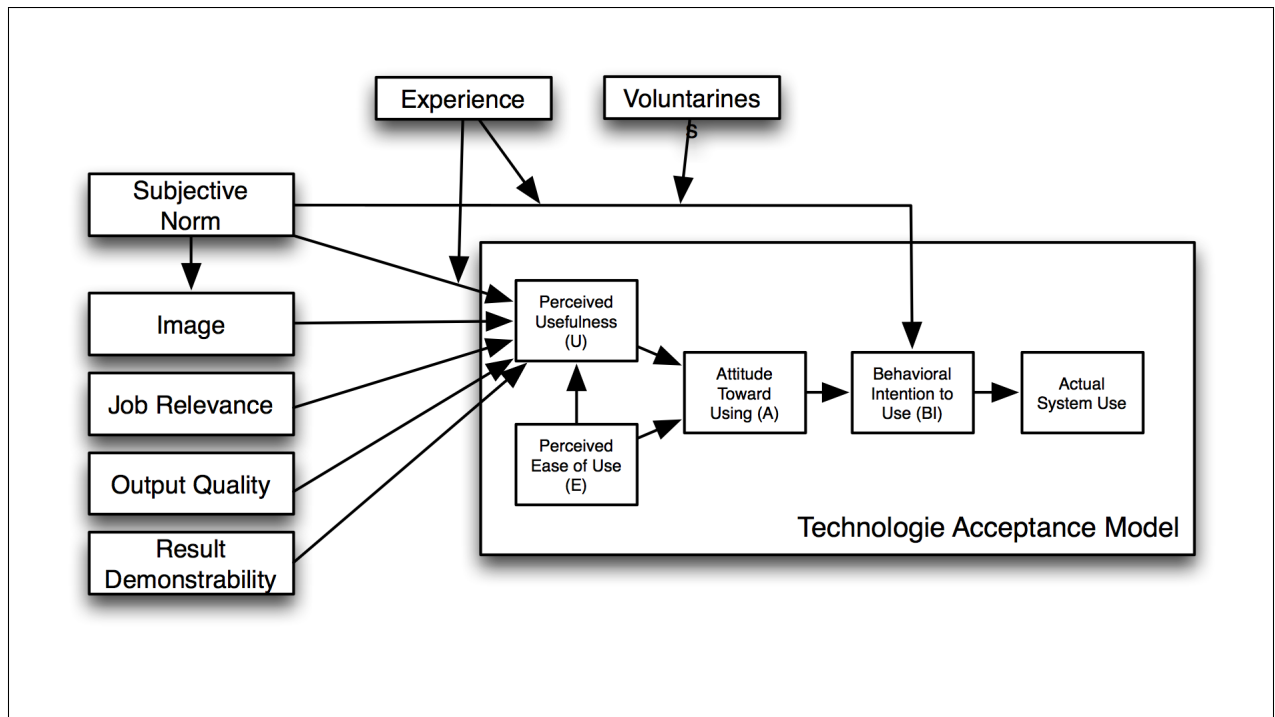 Experience
Voluntarines
s
Subjective
Norm
Image
Job Relevance
Output Quality
Result
Demonstrability
Perceived
Usefulness
(U)
Perceived
Ease of Use
(E)
Attitude
Toward
Using (A)
Behavioral
Intention to
Use (BI)
Actual
System Use
Technologie Acceptance Model